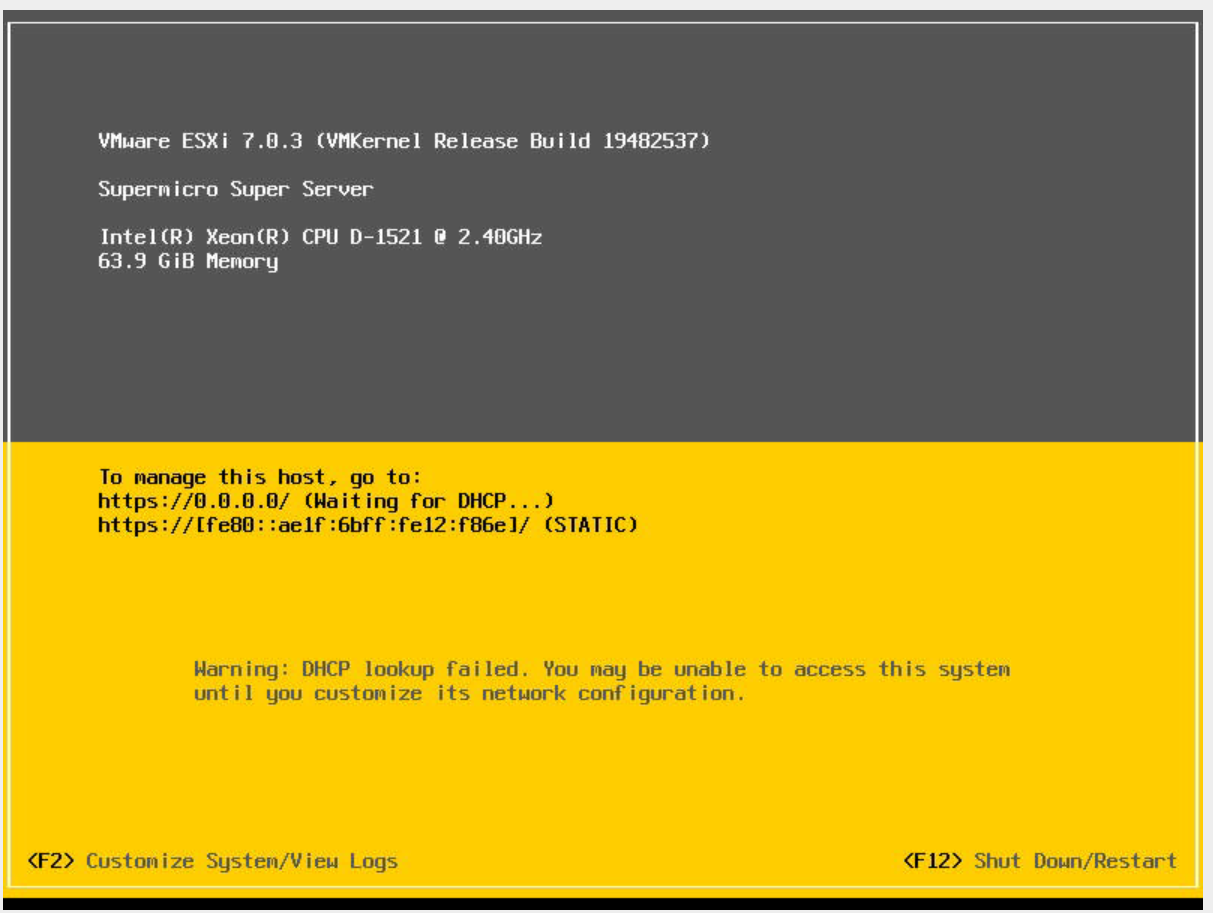 VMware ESXi 7.0.3 (VMKernel Release Build 19482537)
Supermicro Super Server
Intel(R) Xeon(R) CPU D-1521 @ 2.40GHz
63.9 GiB Memory
To manage this host, go to:
https://0.0.0.0/ (Waiting for DHCP...)
https://[fe80::ae1f:6bff:fe12:f86e]/ (STATIC)
Warning: DHCP lookup failed. You may be unable to access this system
until you customize its network configuration.
<F2> Customize System/View Logs
<F12> Shut Down/Restart